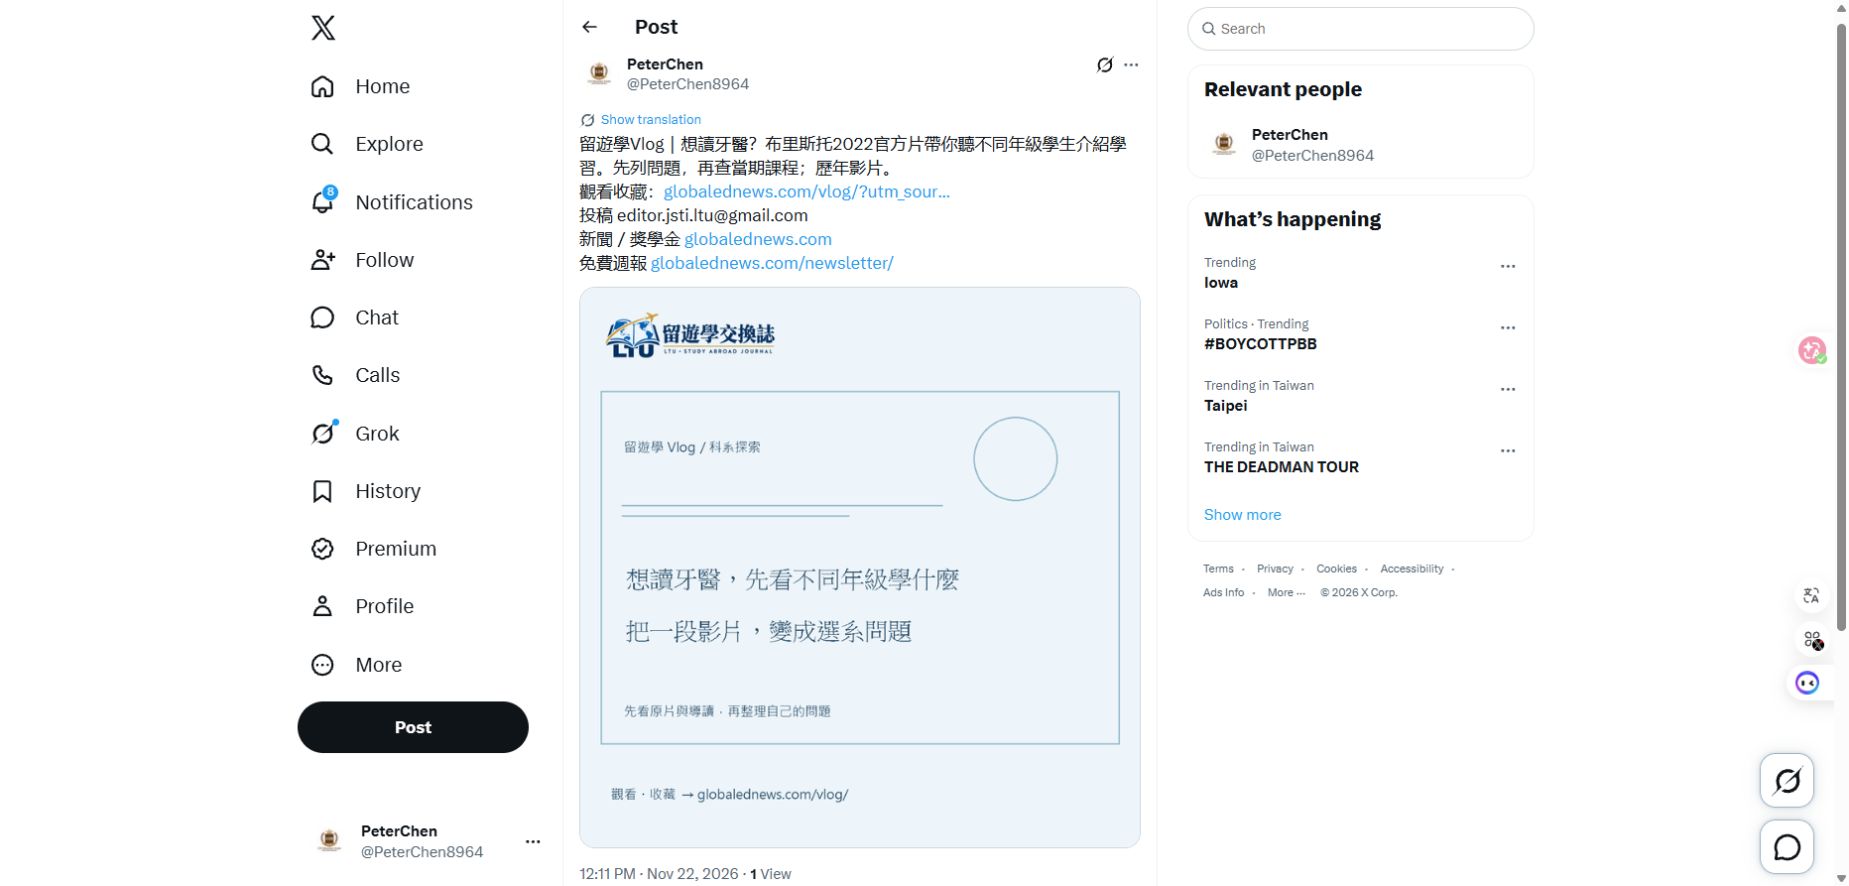 Home
Explore
8
Notifications
Follow
Chat
Calls
Grok
History
Premium
Profile
More
Post
PeterChen
@PeterChen8964
Post
PeterChen
@PeterChen8964
Show translation
留遊學Vlog｜想讀牙醫？布里斯托2022官方片帶你聽不同年級學生介紹學
習。先列問題，再查當期課程；歷年影片。
觀看收藏：globalednews.com/vlog/?utm_sour...
投稿 editor.jsti.ltu@gmail.com
新聞 / 獎學金 globalednews.com
免費週報 globalednews.com/newsletter/
留遊學交換誌
LTU · STUDY ABROAD JOURNAL
留遊學 Vlog / 科系探索
想讀牙醫，先看不同年級學什麼
把一段影片，變成選系問題
先看原片與導讀．再整理自己的問題
觀看．收藏 → globalednews.com/vlog/
12:11 PM · Nov 22, 2026 · 1 View
Search
Relevant people
PeterChen
@PeterChen8964
What's happening
Trending
Iowa
Politics · Trending
#BOYCOTTPBB
Trending in Taiwan
Taipei
Trending in Taiwan
THE DEADMAN TOUR
Show more
Terms · Privacy · Cookies · Accessibility ·
Ads Info · More ... © 2026 X Corp.